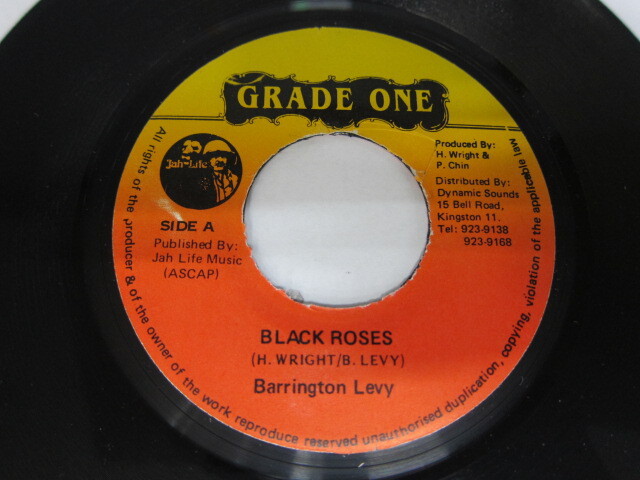 GRADE ONE
Jah-Life
SIDE A
Published By:
Jah Life Music
(ASCAP)
Produced By:
H. Wright &
P. Chin
Distributed By:
Dynamic Sounds
15 Bell Road,
Kingston 11.
Tel: 923-9138
923-9168
BLACK ROSES
(H. WRIGHT/B. LEVY)
Barrington Levy
All rights of the producer & of the owner of the work reproduce reserved unauthorised duplication, copying, violation of the applicable law